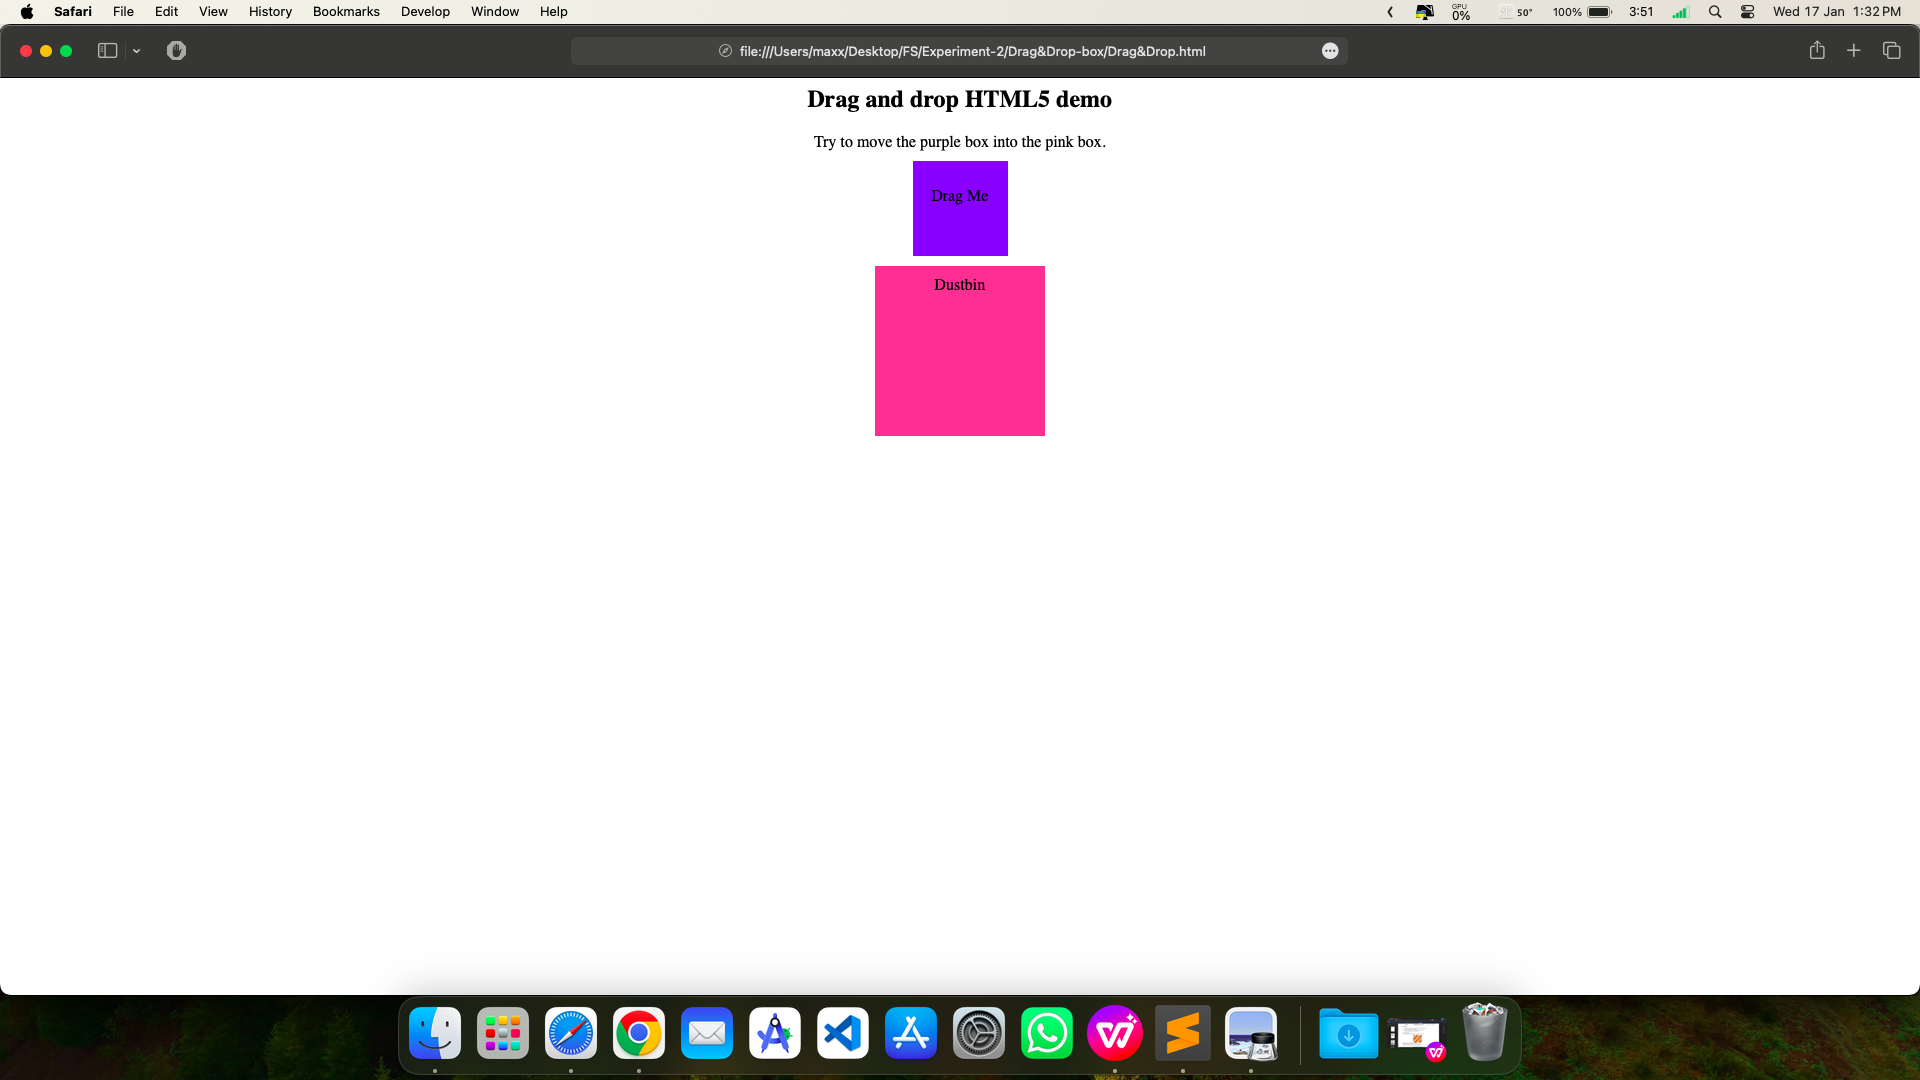 Safari File Edit View History Bookmarks Develop Window Help GPU 0% 50° 100% 3:51 Wed 17 Jan 1:32 PM
file:///Users/maxx/Desktop/FS/Experiment-2/Drag&Drop-box/Drag&Drop.html
Drag and drop HTML5 demo
Try to move the purple box into the pink box.
Drag Me
Dustbin